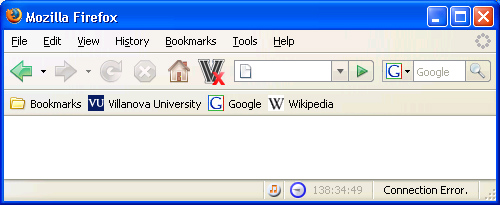 Mozilla Firefox
File Edit View History Bookmarks Tools Help
W G Google
Bookmarks VU Villanova University G Google W Wikipedia
138:34:49 Connection Error.